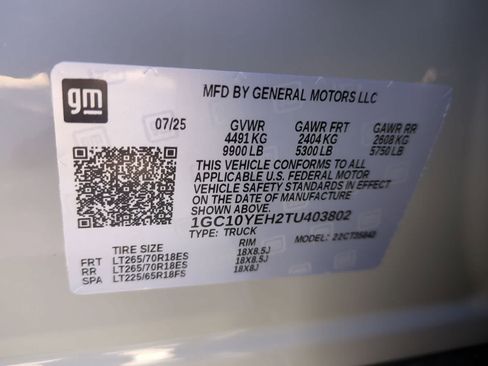 gm
MFD BY GENERAL MOTORS LLC
07/25 GVWR GAWR FRT GAWR RR
4491 KG 2404 KG 2608 KG
9900 LB 5300 LB 5750 LB
THIS VEHICLE CONFORMS TO ALL
APPLICABLE U.S. FEDERAL MOTOR
VEHICLE SAFETY STANDARDS IN EFFECT
ON THE DATE OF MANUFACTURE
SHOWN ABOVE.
1GC10YEH2TU403802
TYPE: TRUCK MODEL:
TIRE SIZE RIM
FRT LT265/70R18ES 18X8.5J
RR LT265/70R18ES 18X8.5J
SPA LT225/65R18FS 18X8J